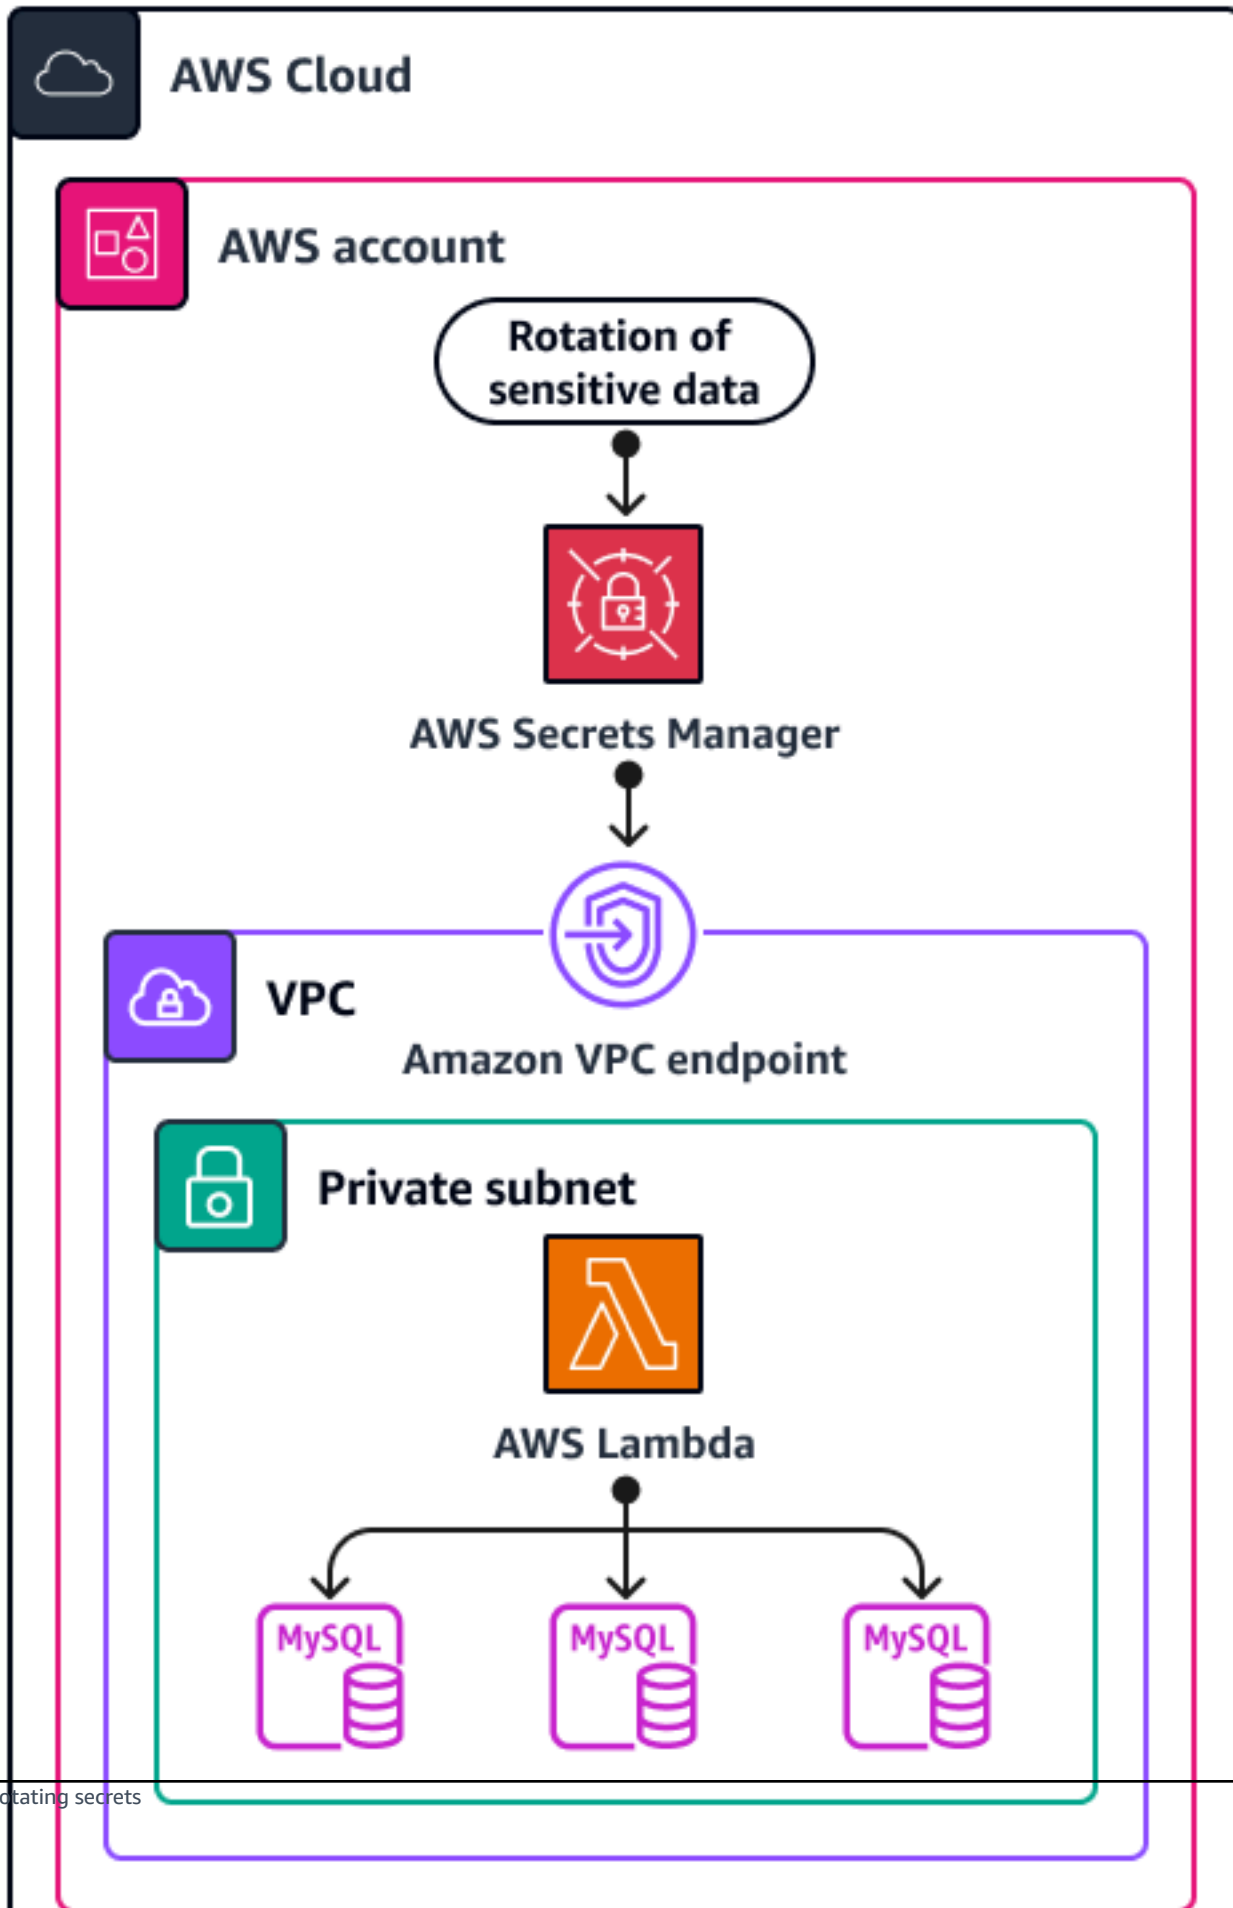 AWS Cloud
AWS account
Rotation of
sensitive data
AWS Secrets Manager
VPC
Amazon VPC endpoint
Private subnet
AWS Lambda
MySQL MySQL MySQL
otating secrets